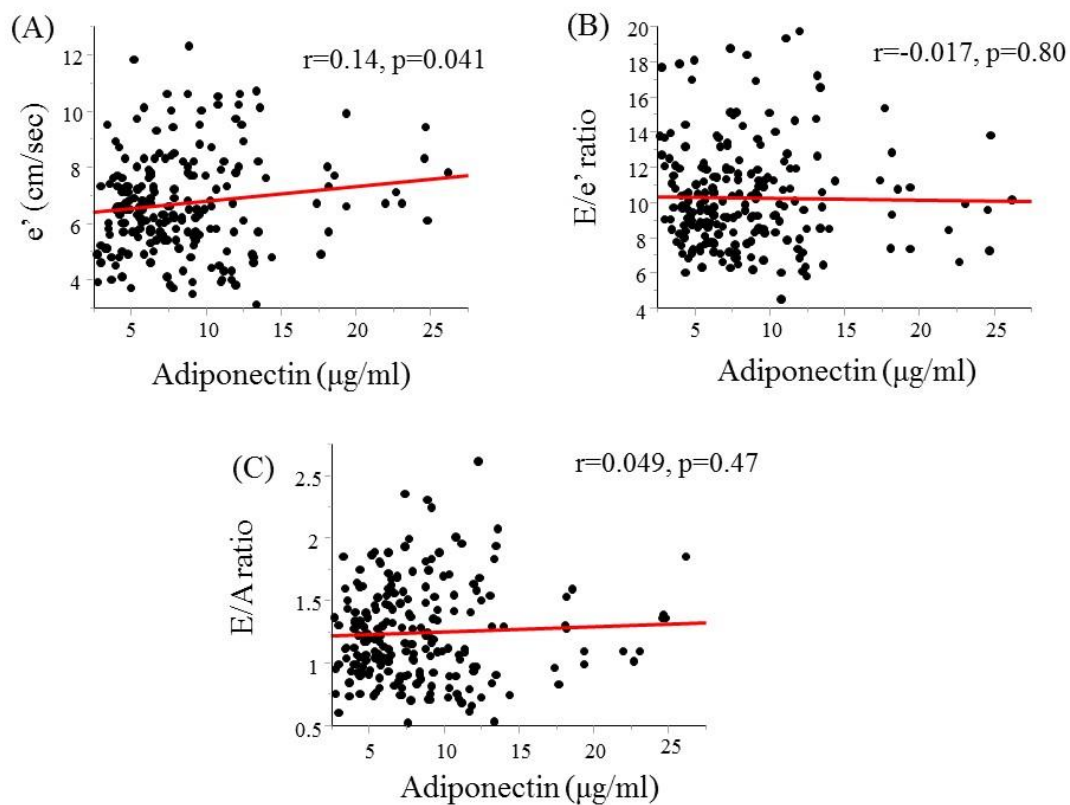 (A)
r=0.14, p=0.041
e' (cm/sec)
12
10
8
6
4
5 10 15 20 25
Adiponectin (μg/ml)
(B)
r=-0.017, p=0.80
E/e' ratio
20
18
16
14
12
10
8
6
4
5 10 15 20 25
Adiponectin (μg/ml)
(C)
r=0.049, p=0.47
E/A ratio
2.5
2
1.5
1
0.5
5 10 15 20 25
Adiponectin (μg/ml)